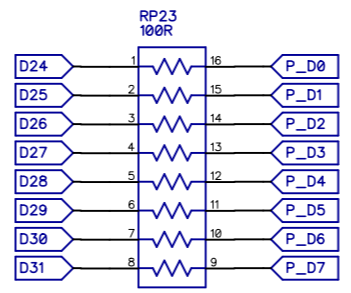 RP23
100R
D24 1 16 P_D0
D25 2 15 P_D1
D26 3 14 P_D2
D27 4 13 P_D3
D28 5 12 P_D4
D29 6 11 P_D5
D30 7 10 P_D6
D31 8 9 P_D7